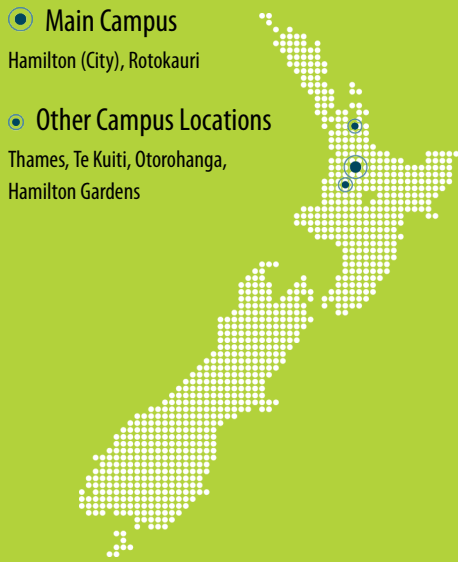 Main Campus
Hamilton (City), Rotokauri
Other Campus Locations
Thames, Te Kuiti, Otorohanga,
Hamilton Gardens